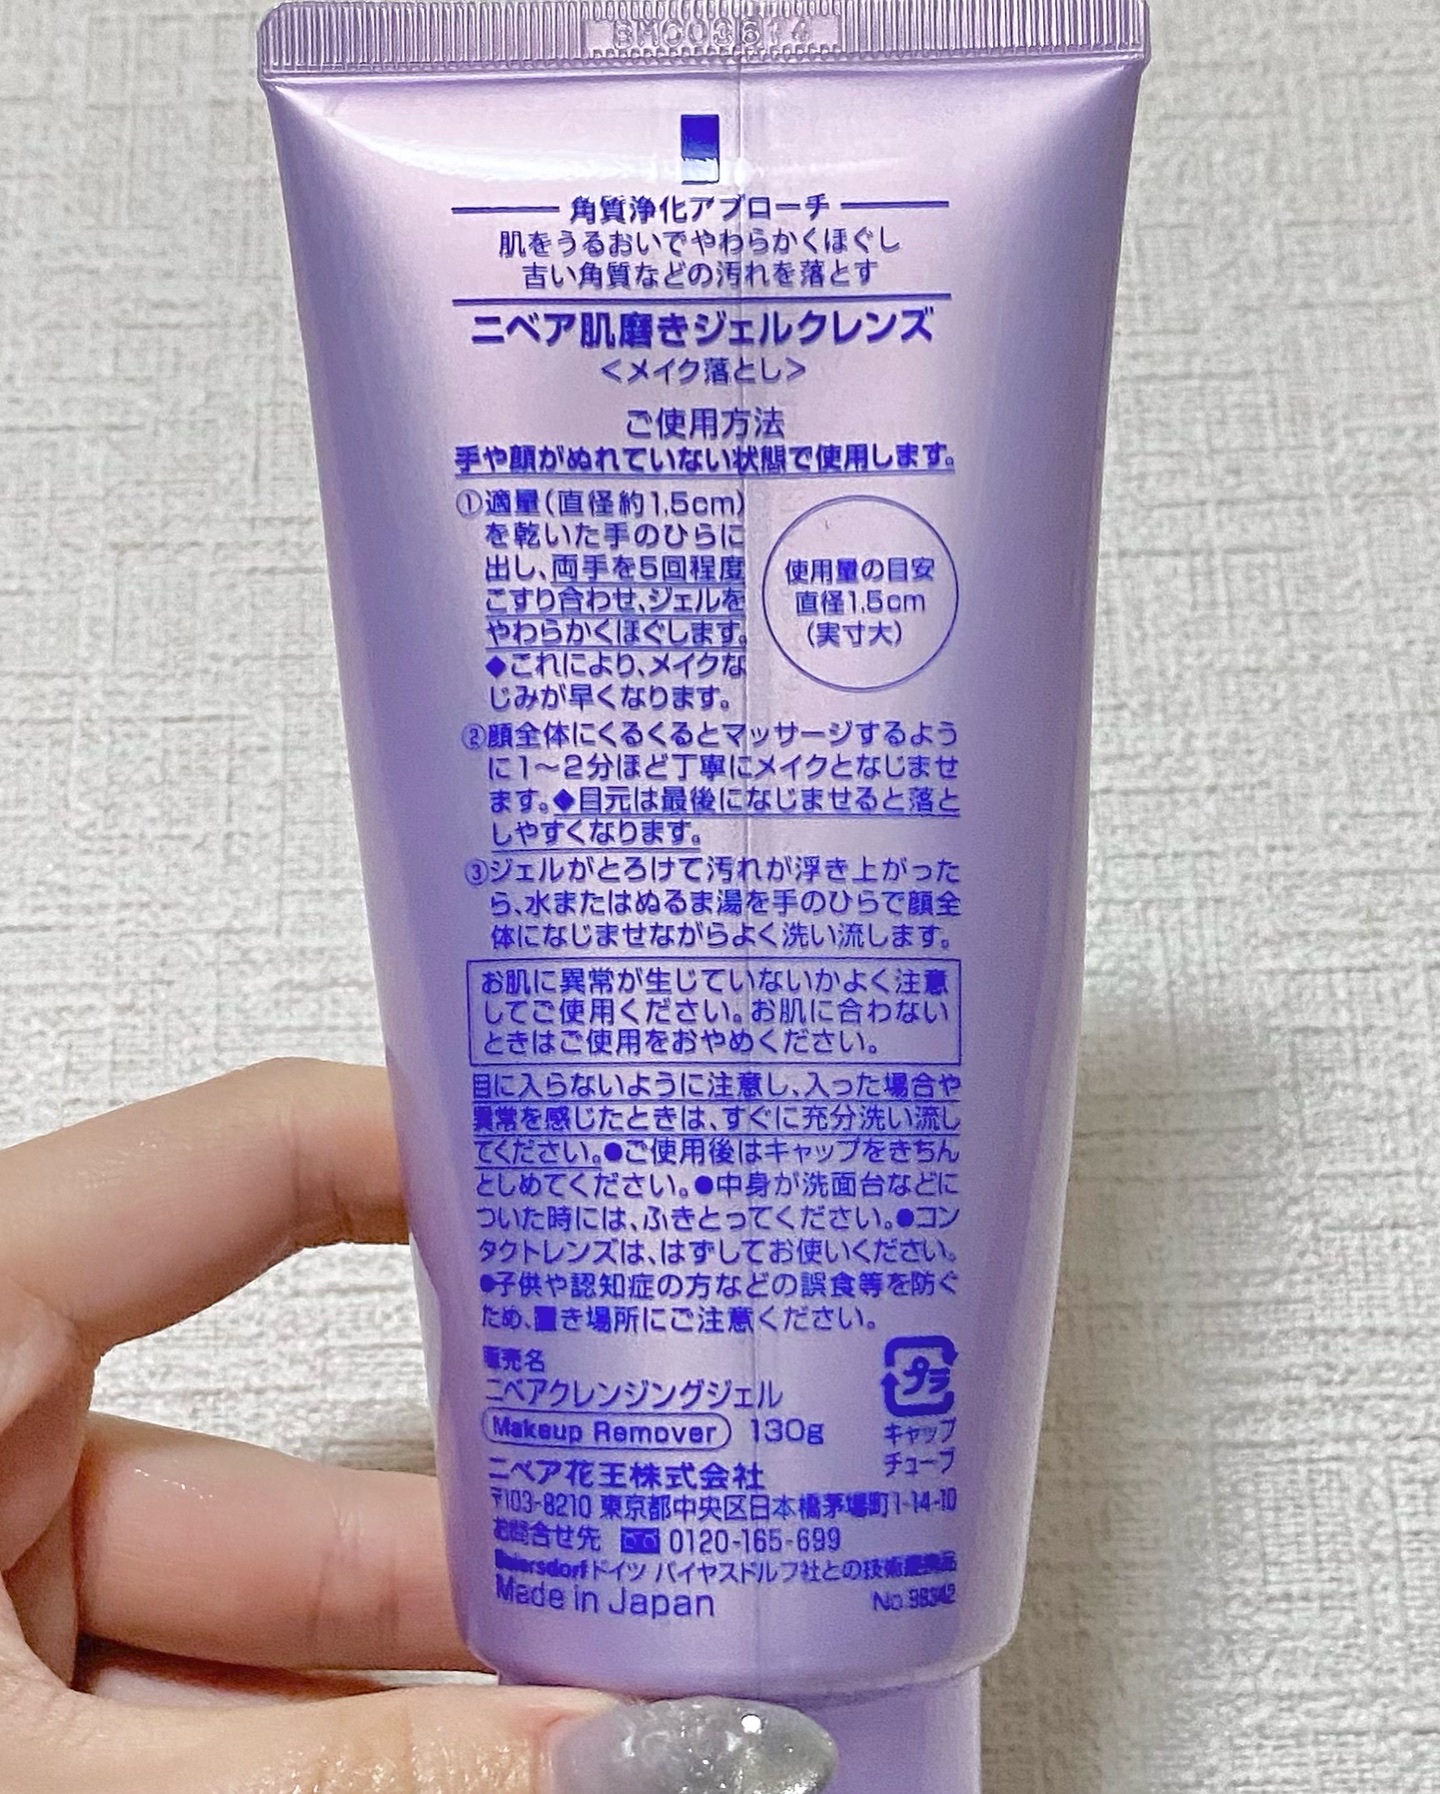 BM003614
角質浄化アプローチ
肌をうるおいでやわらかくほぐし
古い角質などの汚れを落とす
ニベア肌磨きジェルクレンズ
<メイク落とし>
ご使用方法
手や顔がぬれていない状態で使用します。
①適量(直径約1.5cm)
を乾いた手のひらに
出し、両手を5回程度
こすり合わせ、ジェルを
やわらかくほぐします。
◆これにより、メイクな
じみが早くなります。
使用量の目安
直径1.5cm
(実寸大)
②顔全体にくるくるとマッサージするよう
に1~2分ほど丁寧にメイクとなじませ
ます。◆目元は最後になじませると落と
しやすくなります。
③ジェルがとろけて汚れが浮き上がった
ら、水またはぬるま湯を手のひらで顔全
体になじませながらよく洗い流します。
お肌に異常が生じていないかよく注意
してご使用ください。お肌に合わない
ときはご使用をおやめください。
目に入らないように注意し、入った場合や
異常を感じたときは、すぐに充分洗い流し
てください。●ご使用後はキャップをきちん
としめてください。●中身が洗面台などに
ついた時には、ふきとってください。●コン
タクトレンズは、はずしてお使いください。
●子供や認知症の方などの誤食等を防ぐ
ため、置き場所にご注意ください。
販売名
ニベアクレンジングジェル
Makeup Remover 130g
プラ
キャップ
チューブ
ニベア花王株式会社
〒103-8210 東京都中央区日本橋茅場町1-14-10
お問合せ先 0120-165-699
Beiersdorfドイツ バイヤスドルフ社との技術提携品
Made in Japan